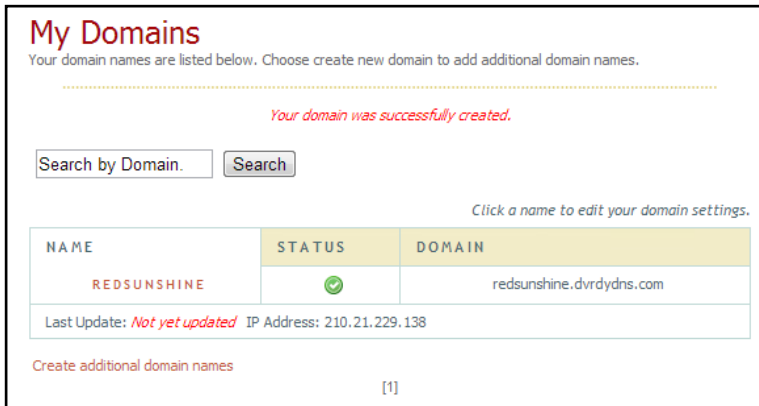 My Domains
Your domain names are listed below. Choose create new domain to add additional domain names.
Your domain was successfully created.
Search by Domain. Search
Click a name to edit your domain settings.
NAME STATUS DOMAIN
REDSUNSHINE redsunshine.dvrdydns.com
Last Update: Not yet updated IP Address: 210.21.229.138
Create additional domain names
[1]